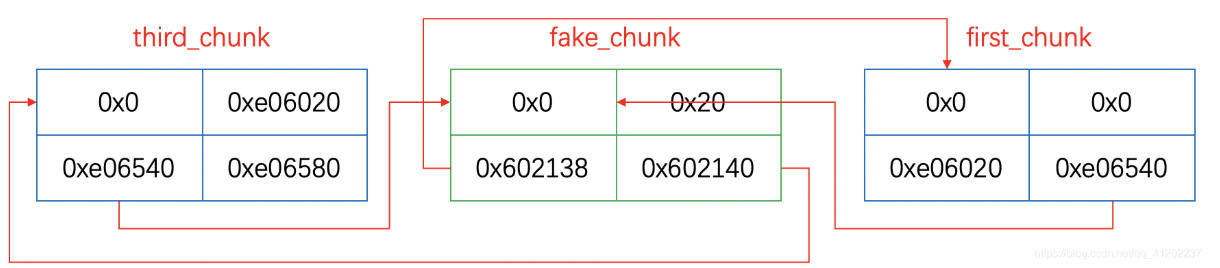 third_chunk fake_chunk first_chunk
0x0 0xe06020 0x0 0x20 0x0 0x0
0xe06540 0xe06580 0x602138 0x602140 0xe06020 0xe06540
https://blog.csdn.net/qq_41202237